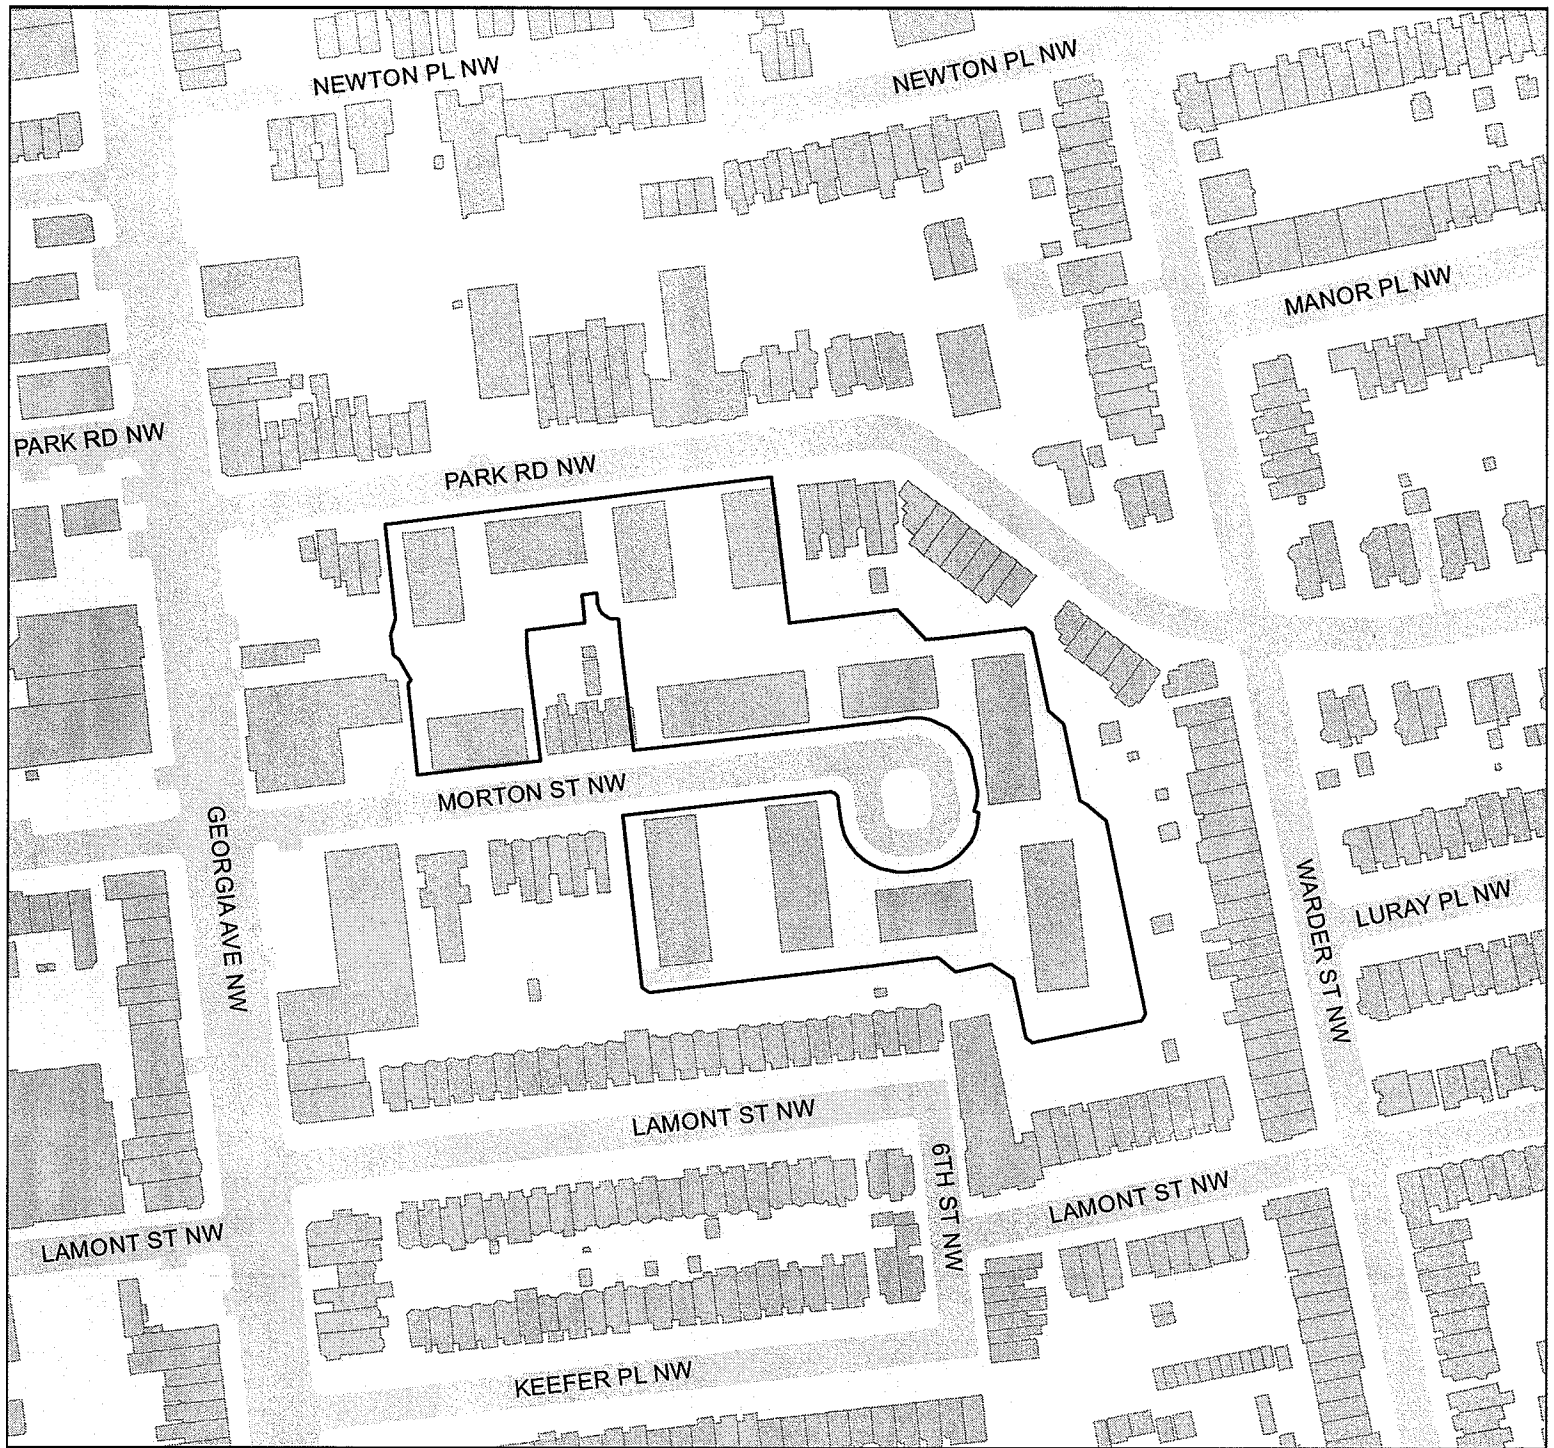 NEWTON PL NW
NEWTON PL NW
MANOR PL NW
PARK RD NW
PARK RD NW
MORTON ST NW
GEORGIA AVE NW
WARDER ST NW
LURAY PL NW
LAMONT ST NW
6TH ST NW
LAMONT ST NW
LAMONT ST NW
KEEFER PL NW